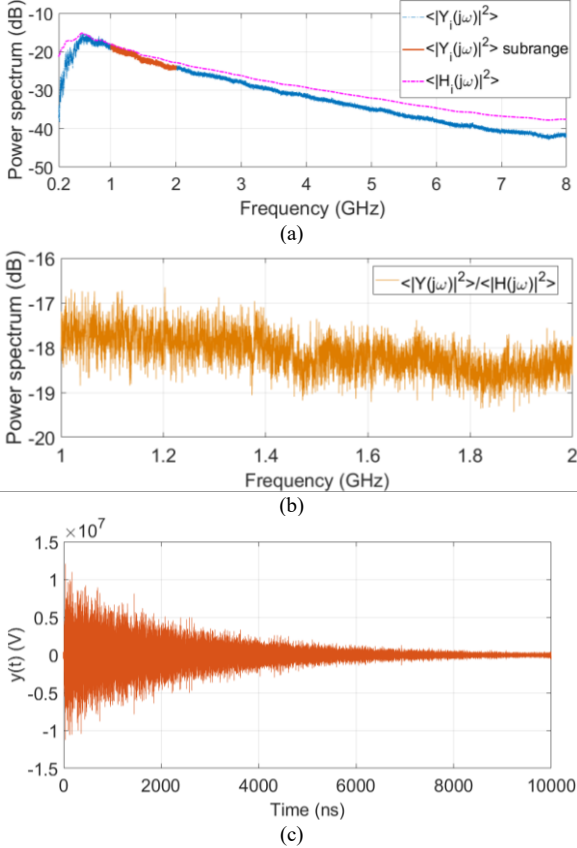 -10
-20
-30
-40
-50
Power spectrum (dB)
<|Y_i(jω)|^2>
<|Y_i(jω)|^2> subrange
<|H_i(jω)|^2>
0.2 1 2 3 4 5 6 7 8
Frequency (GHz)
(a)
-16
-17
-18
-19
-20
Power spectrum (dB)
<|Y(jω)|^2>/<|H(jω)|^2>
1 1.2 1.4 1.6 1.8 2
Frequency (GHz)
(b)
×10^7
1.5
1
0.5
0
-0.5
-1
-1.5
y(t) (V)
0 2000 4000 6000 8000 10000
Time (ns)
(c)